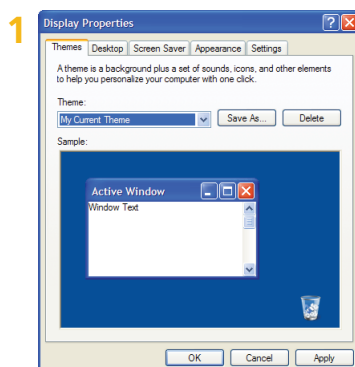 1
Display Properties
Themes Desktop Screen Saver Appearance Settings
A theme is a background plus a set of sounds, icons, and other elements
to help you personalize your computer with one click.
Theme:
My Current Theme Save As... Delete
Sample:
Active Window
Window Text
OK Cancel Apply